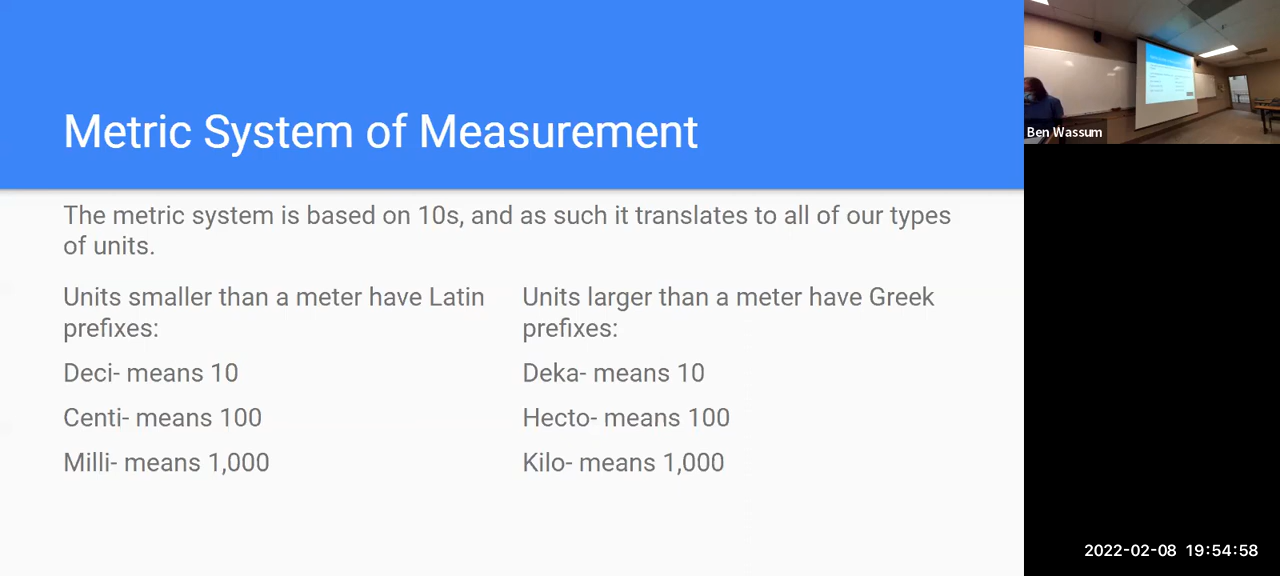 Metric System of Measurement
The metric system is based on 10s, and as such it translates to all of our types
of units.
Units smaller than a meter have Latin
prefixes:
Deci- means 10
Centi- means 100
Milli- means 1,000
Units larger than a meter have Greek
prefixes:
Deka- means 10
Hecto- means 100
Kilo- means 1,000
Ben Wassum
2022-02-08 19:54:58